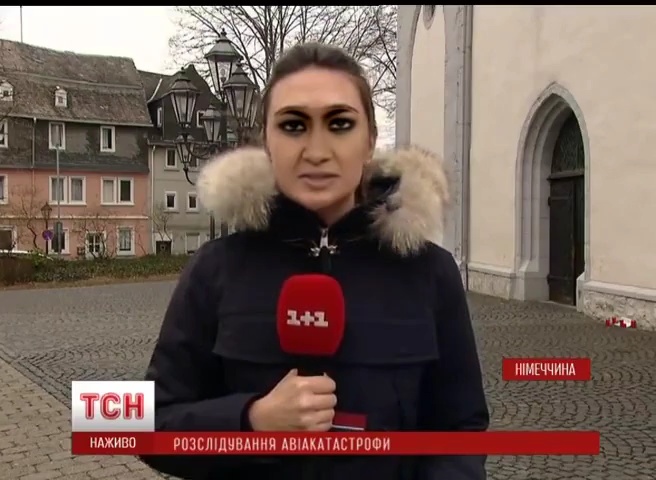 1+1
НІМЕЧЧИНА
ТСН
НАЖИВО
РОЗСЛІДУВАННЯ АВІАКАТАСТРОФИ